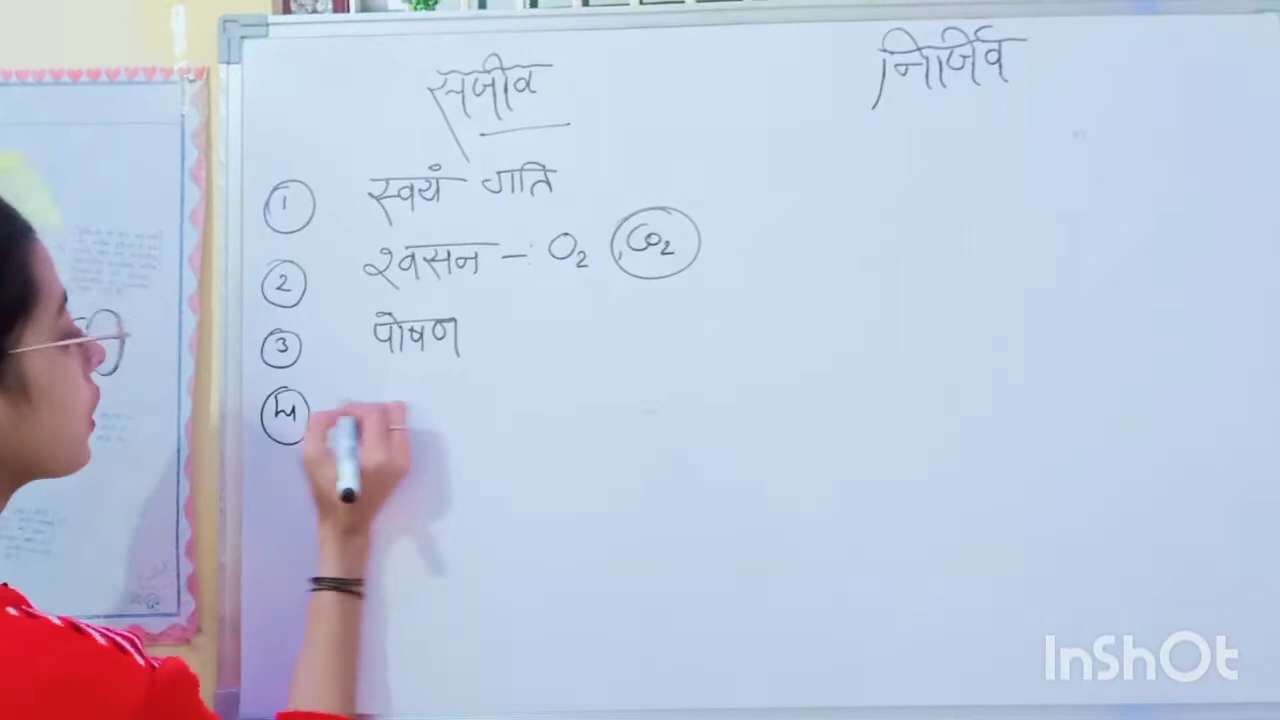 सजीव
निर्जिव
① स्वयं गति
② श्वसन -: O₂ CO₂
③ पोषण
④
InShOt